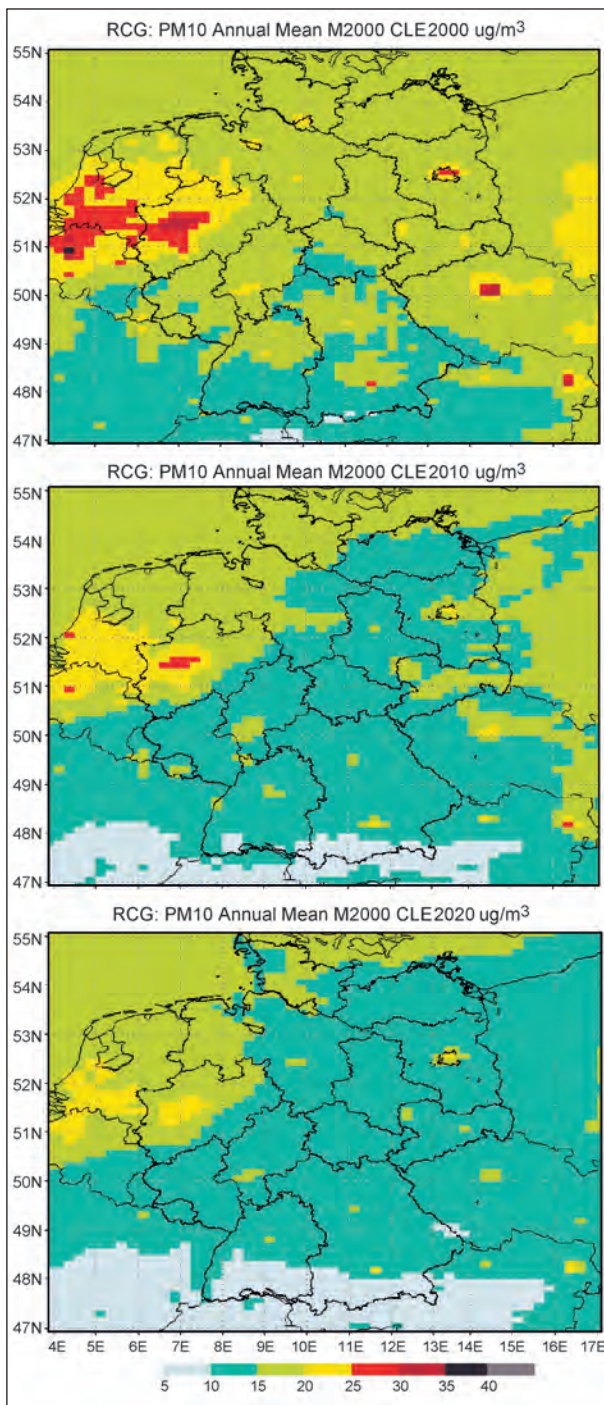 RCG: PM10 Annual Mean M2000 CLE2000 ug/m³
55N
54N
53N
52N
51N
50N
49N
48N
47N
RCG: PM10 Annual Mean M2000 CLE2010 ug/m³
55N
54N
53N
52N
51N
50N
49N
48N
47N
RCG: PM10 Annual Mean M2000 CLE2020 ug/m³
55N
54N
53N
52N
51N
50N
49N
48N
47N
4E 5E 6E 7E 8E 9E 10E 11E 12E 13E 14E 15E 16E 17E
5 10 15 20 25 30 35 40